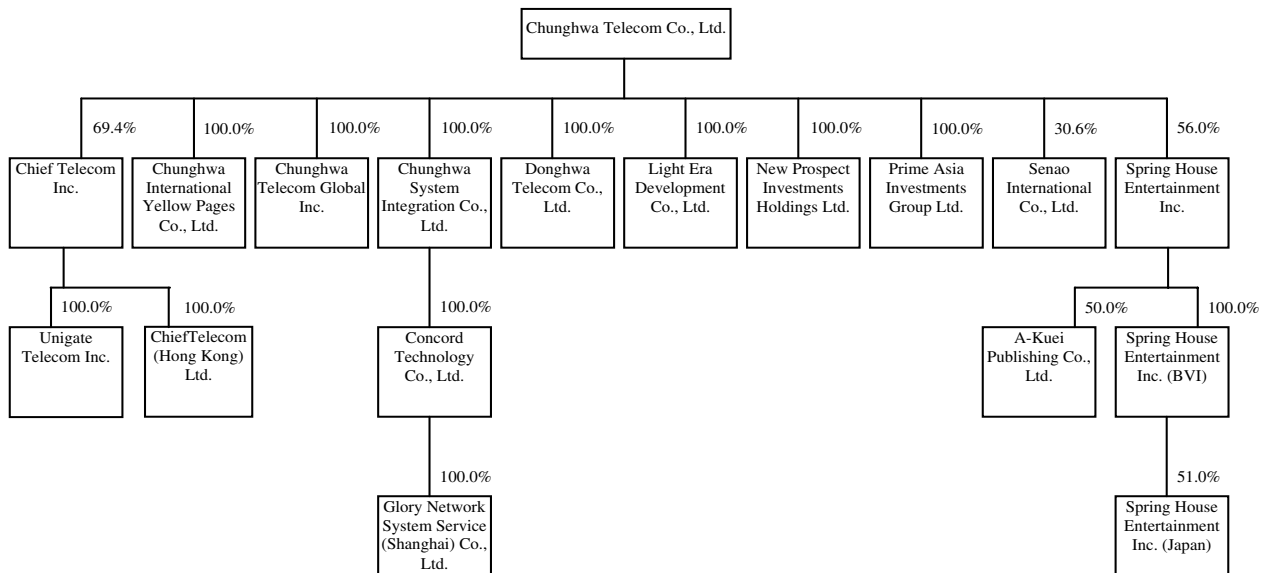 Chunghwa Telecom Co., Ltd.
69.4%
100.0%
100.0%
100.0%
100.0%
100.0%
100.0%
100.0%
30.6%
56.0%
Chief Telecom
Inc.
Chunghwa
International
Yellow Pages
Co., Ltd.
Chunghwa
Telecom Global
Inc.
Chunghwa
System
Integration Co.,
Ltd.
Donghwa
Telecom Co.,
Ltd.
Light Era
Development
Co., Ltd.
New Prospect
Investments
Holdings Ltd.
Prime Asia
Investments
Group Ltd.
Senao
International
Co., Ltd.
Spring House
Entertainment
Inc.
100.0%
100.0%
100.0%
50.0%
100.0%
Unigate
Telecom Inc.
ChiefTelecom
(Hong Kong)
Ltd.
Concord
Technology
Co., Ltd.
A-Kuei
Publishing Co.,
Ltd.
Spring House
Entertainment
Inc. (BVI)
100.0%
51.0%
Glory Network
System Service
(Shanghai) Co.,
Ltd.
Spring House
Entertainment
Inc. (Japan)